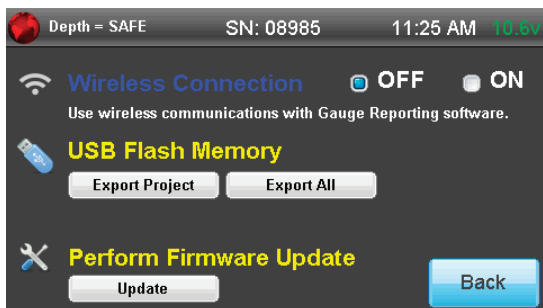 Depth = SAFE SN: 08985 11:25 AM 10.6v
Wireless Connection OFF ON
Use wireless communications with Gauge Reporting software.
USB Flash Memory
Export Project Export All
Perform Firmware Update
Update
Back